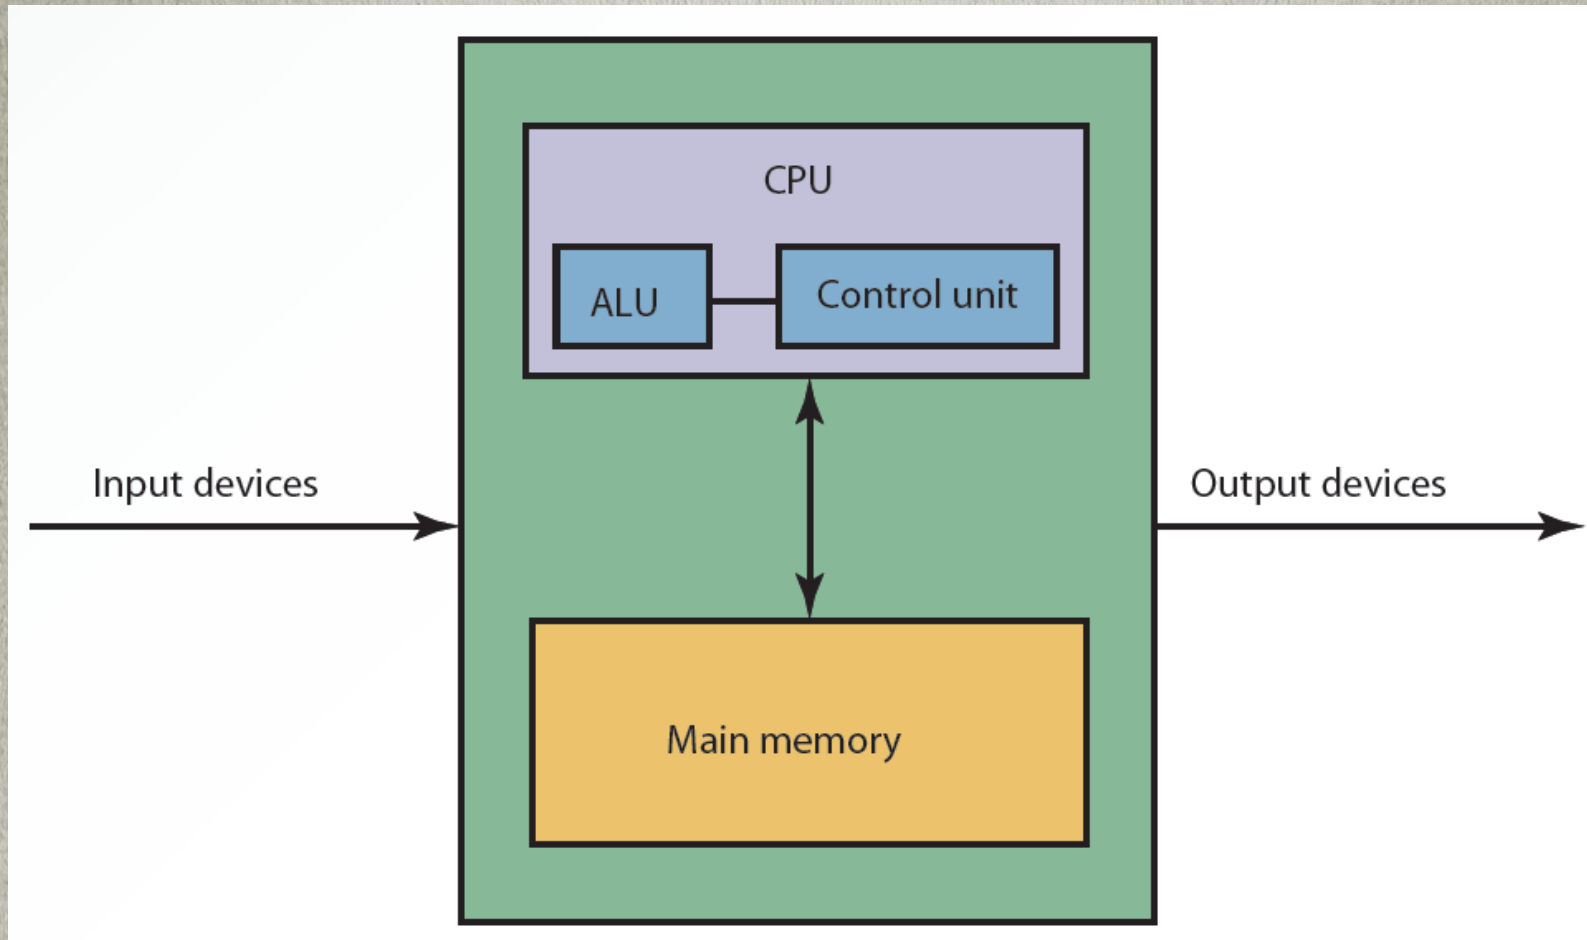 CPU
ALU
Control unit
Input devices
Output devices
Main memory